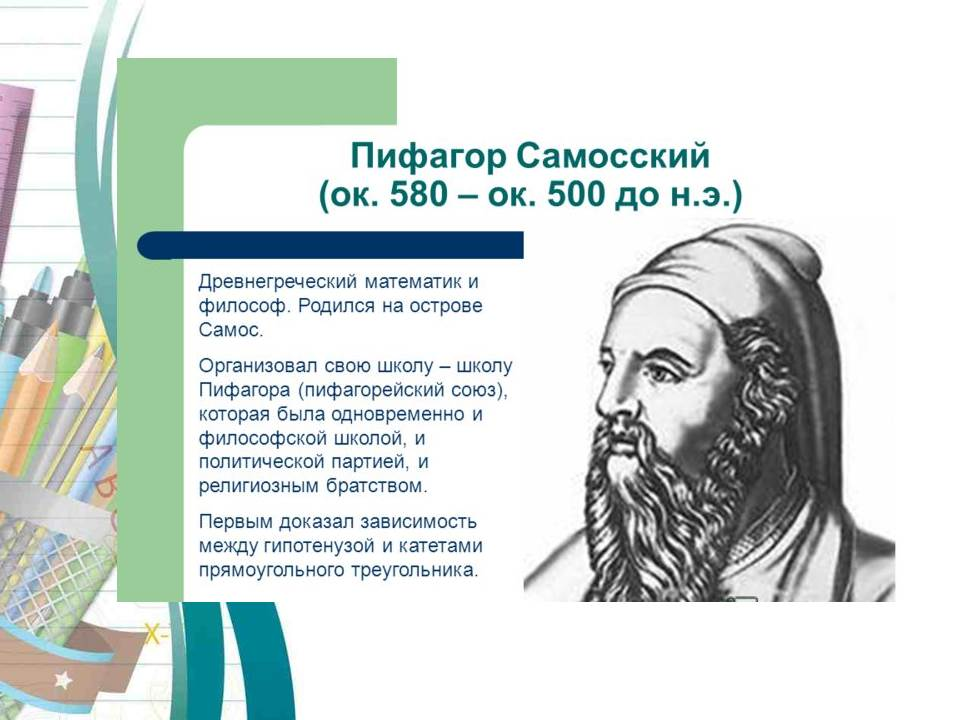 Пифагор Самосский
(ок. 580 – ок. 500 до н.э.)
Древнегреческий математик и
философ. Родился на острове
Самос.
Организовал свою школу – школу
Пифагора (пифагорейский союз),
которая была одновременно и
философской школой, и
политической партией, и
религиозным братством.
Первым доказал зависимость
между гипотенузой и катетами
прямоугольного треугольника.
A
B
X-